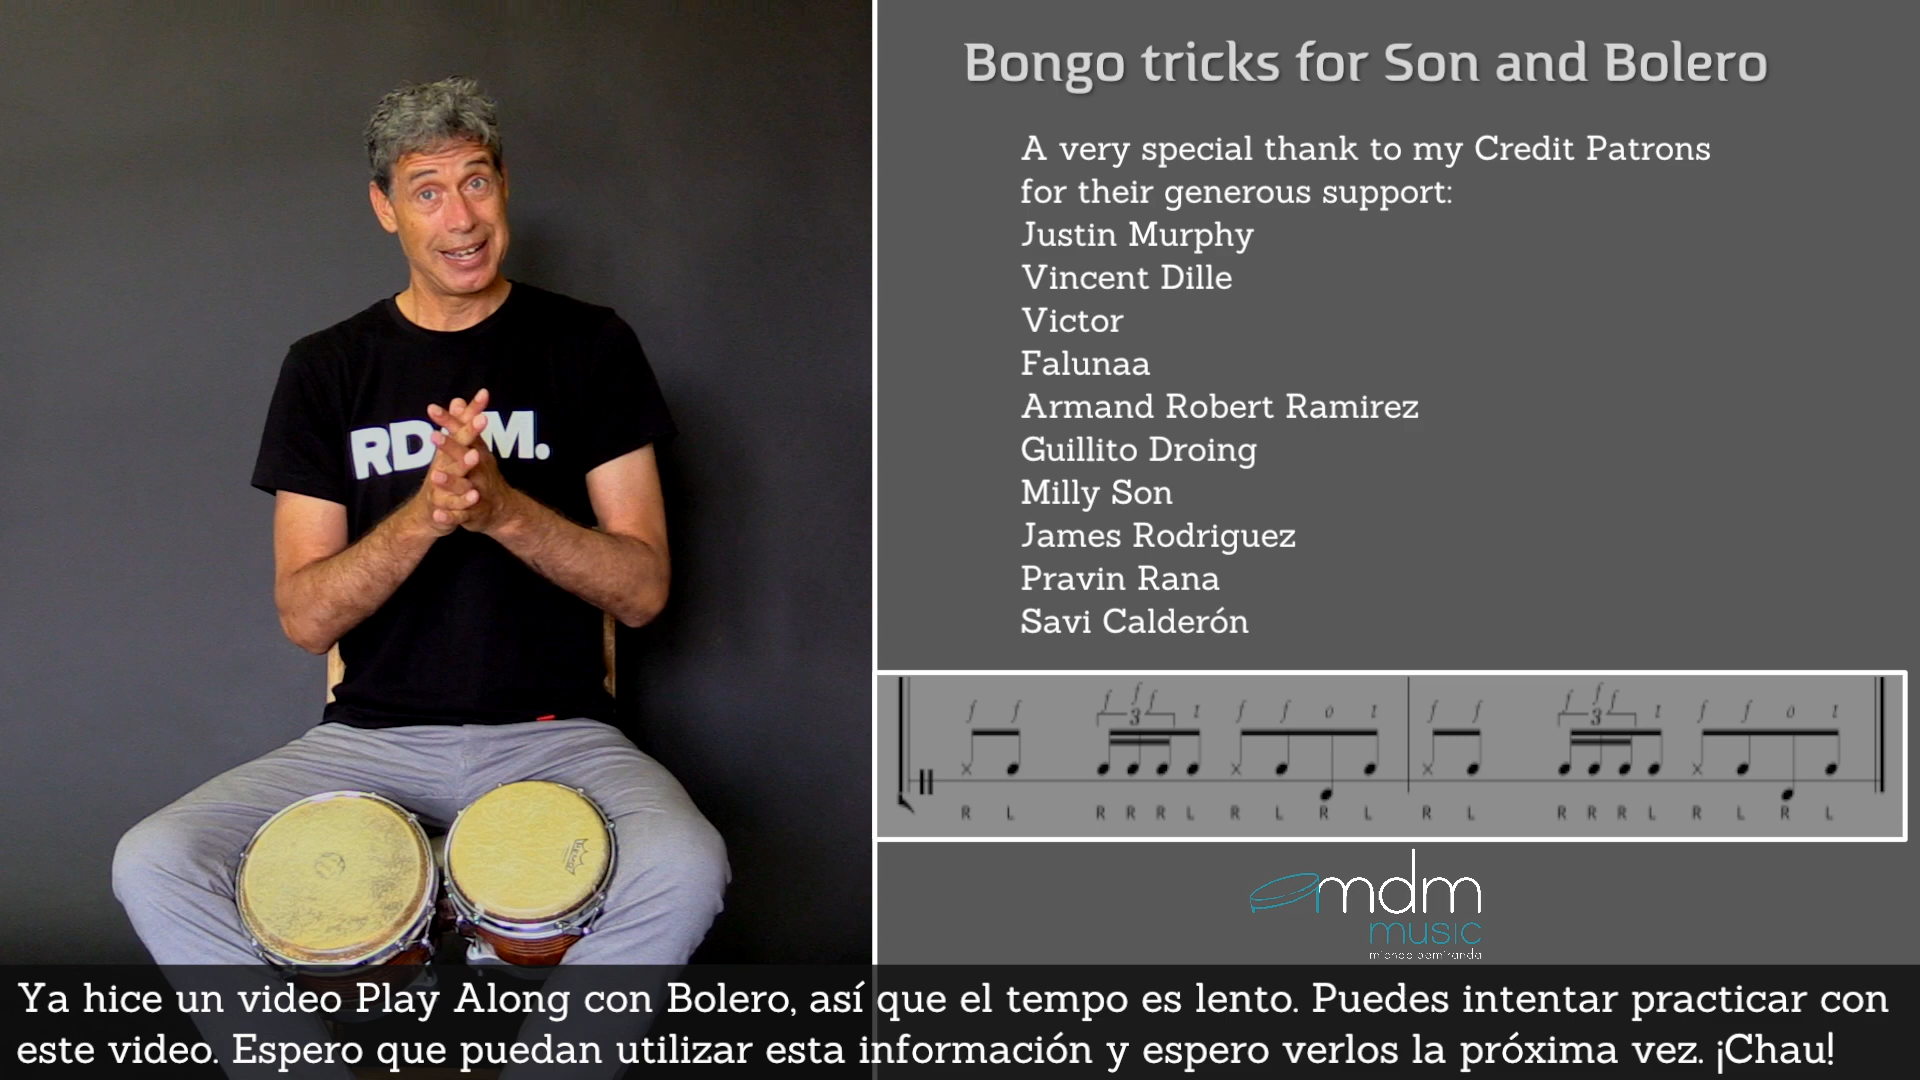 Bongo tricks for Son and Bolero
A very special thank to my Credit Patrons
for their generous support:
Justin Murphy
Vincent Dille
Victor
Falunaa
Armand Robert Ramirez
Guillito Droing
Milly Son
James Rodriguez
Pravin Rana
Savi Calderón
RD M.
f f f f f t f f o t f f f f f t f f o t
3 3
R L R R R L R L R L R L R R R L R L R L
mdm
music
Ya hice un video Play Along con Bolero, así que el tempo es lento. Puedes intentar practicar con
este video. Espero que puedan utilizar esta información y espero verlos la próxima vez. ¡Chau!